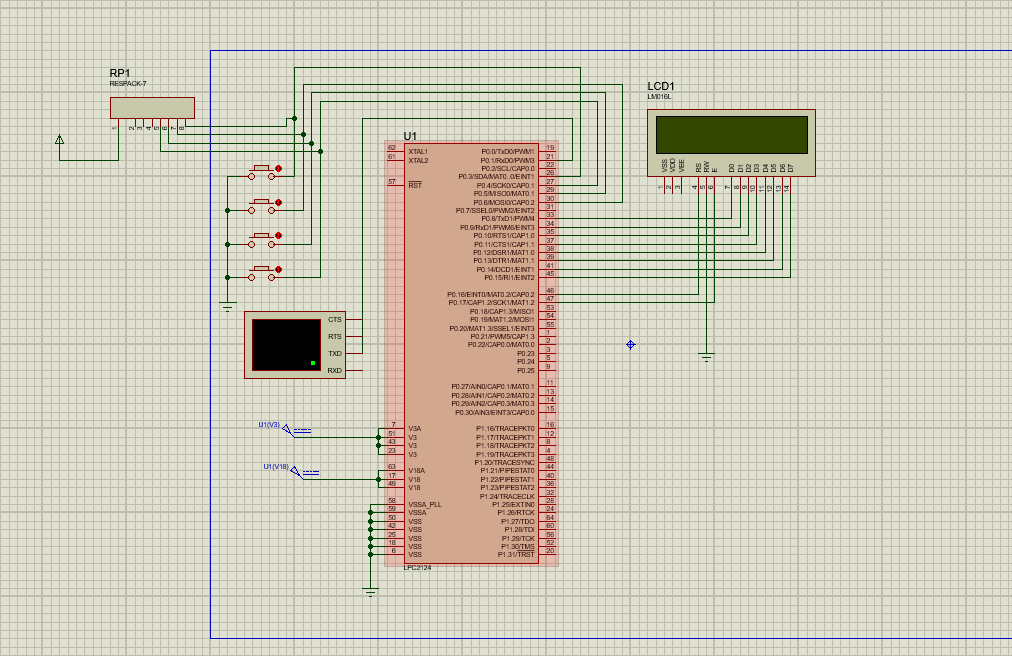 RP1
RESPACK-7
1
2
3
4
5
6
7
8
LCD1
LM016L
VSS
VDD
VEE
RS
RW
E
D0
D1
D2
D3
D4
D5
D6
D7
1
2
3
4
5
6
7
8
9
10
11
12
13
14
U1
62 XTAL1
61 XTAL2
57 RST
P0.0/TxD0/PWM1 19
P0.1/RxD0/PWM3 21
P0.2/SCL/CAP0.0 22
P0.3/SDA/MAT0..0/EINT1 26
P0.4/SCK0/CAP0.1 27
P0.5/MISO0/MAT0.1 29
P0.6/MOSI0/CAP0.2 30
P0.7/SSEL0/PWM2/EINT2 31
P0.8/TxD1/PWM4 33
P0.9/RxD1/PWM6/EINT3 34
P0.10/RTS1/CAP1.0 35
P0.11/CTS1/CAP1.1 37
P0.12/DSR1/MAT1.0 38
P0.13/DTR1/MAT1.1 39
P0.14/DCD1/EINT1 41
P0.15/RI1/EINT2 45
P0.16/EINT0/MAT0.2/CAP0.2 46
P0.17/CAP1.2/SCK1/MAT1.2 47
P0.18/CAP1.3/MISO1 53
P0.19/MAT1.2/MOSI1 54
P0.20/MAT1.3/SSEL1/EINT3 55
P0.21/PWM5/CAP1.3 1
P0.22/CAP0.0/MAT0.0 2
P0.23 3
P0.24 5
P0.25 9
P0.27/AIN0/CAP0.1/MAT0.1 11
P0.28/AIN1/CAP0.2/MAT0.2 13
P0.29/AIN2/CAP0.3/MAT0.3 14
P0.30/AIN3/EINT3/CAP0.0 15
P1.16/TRACEPKT0 16
P1.17/TRACEPKT1 12
P1.18/TRACEPKT2 8
P1.19/TRACEPKT3 4
P1.20/TRACESYNC 48
P1.21/PIPESTAT0 44
P1.22/PIPESTAT1 40
P1.23/PIPESTAT2 36
P1.24/TRACECLK 32
P1.25/EXTIN0 28
P1.26/RTCK 24
P1.27/TDO 64
P1.28/TDI 60
P1.29/TCK 56
P1.30/TMS 52
P1.31/TRST 20
CTS
RTS
TXD
RXD
U1(V3)
7 V3A
51 V3
43 V3
23 V3
U1(V18)
63 V18A
17 V18
49 V18
58 VSSA_PLL
59 VSSA
50 VSS
42 VSS
25 VSS
18 VSS
6 VSS
LPC2124